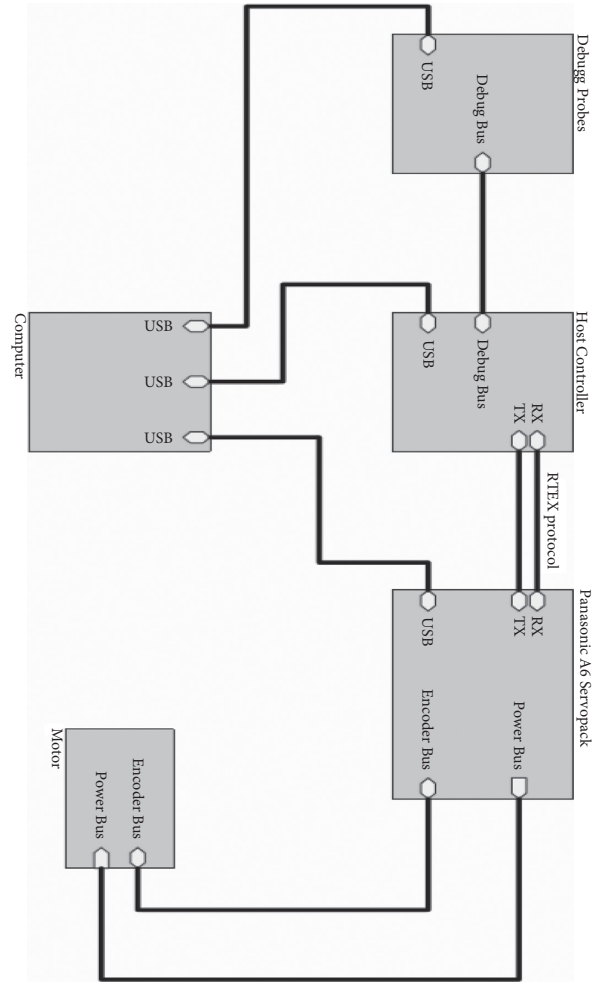 Debugg Probes
USB
Debug Bus
Host Controller
USB
Debug Bus
TX
RX
RTEX protocol
Panasonic A6 Servopack
RX
TX
USB
Encoder Bus
Power Bus
Computer
USB
USB
USB
Motor
Encoder Bus
Power Bus